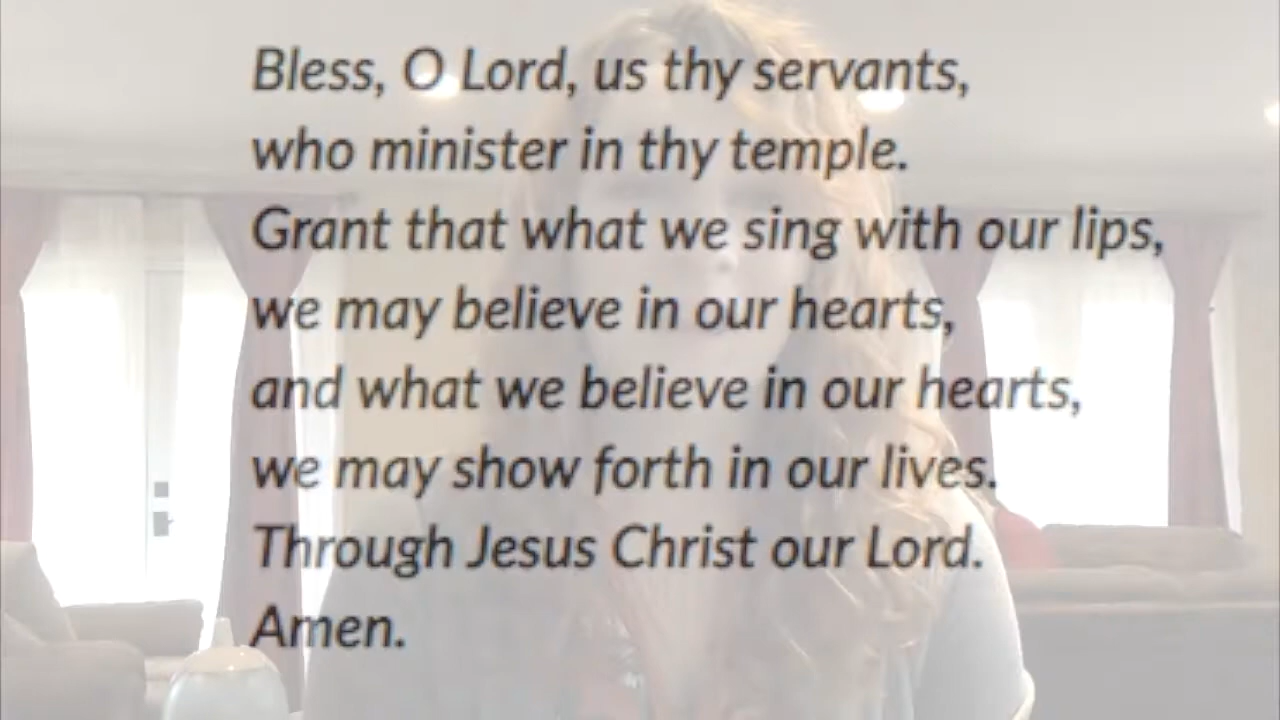 Bless, O Lord, us thy servants,
who minister in thy temple.
Grant that what we sing with our lips,
we may believe in our hearts,
and what we believe in our hearts,
we may show forth in our lives.
Through Jesus Christ our Lord.
Amen.